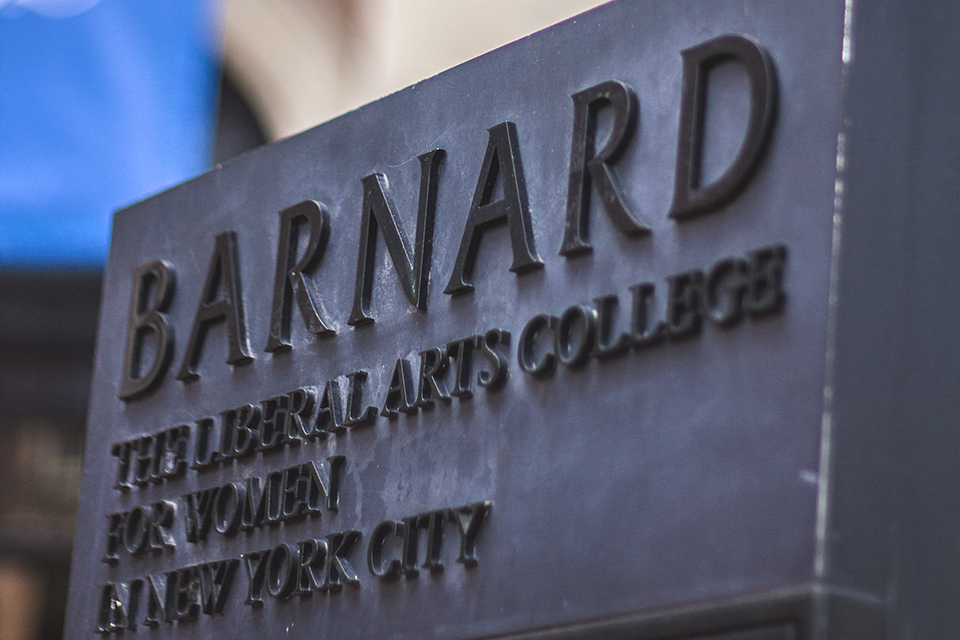 BARNARD
THE LIBERAL ARTS COLLEGE
FOR WOMEN
IN NEW YORK CITY